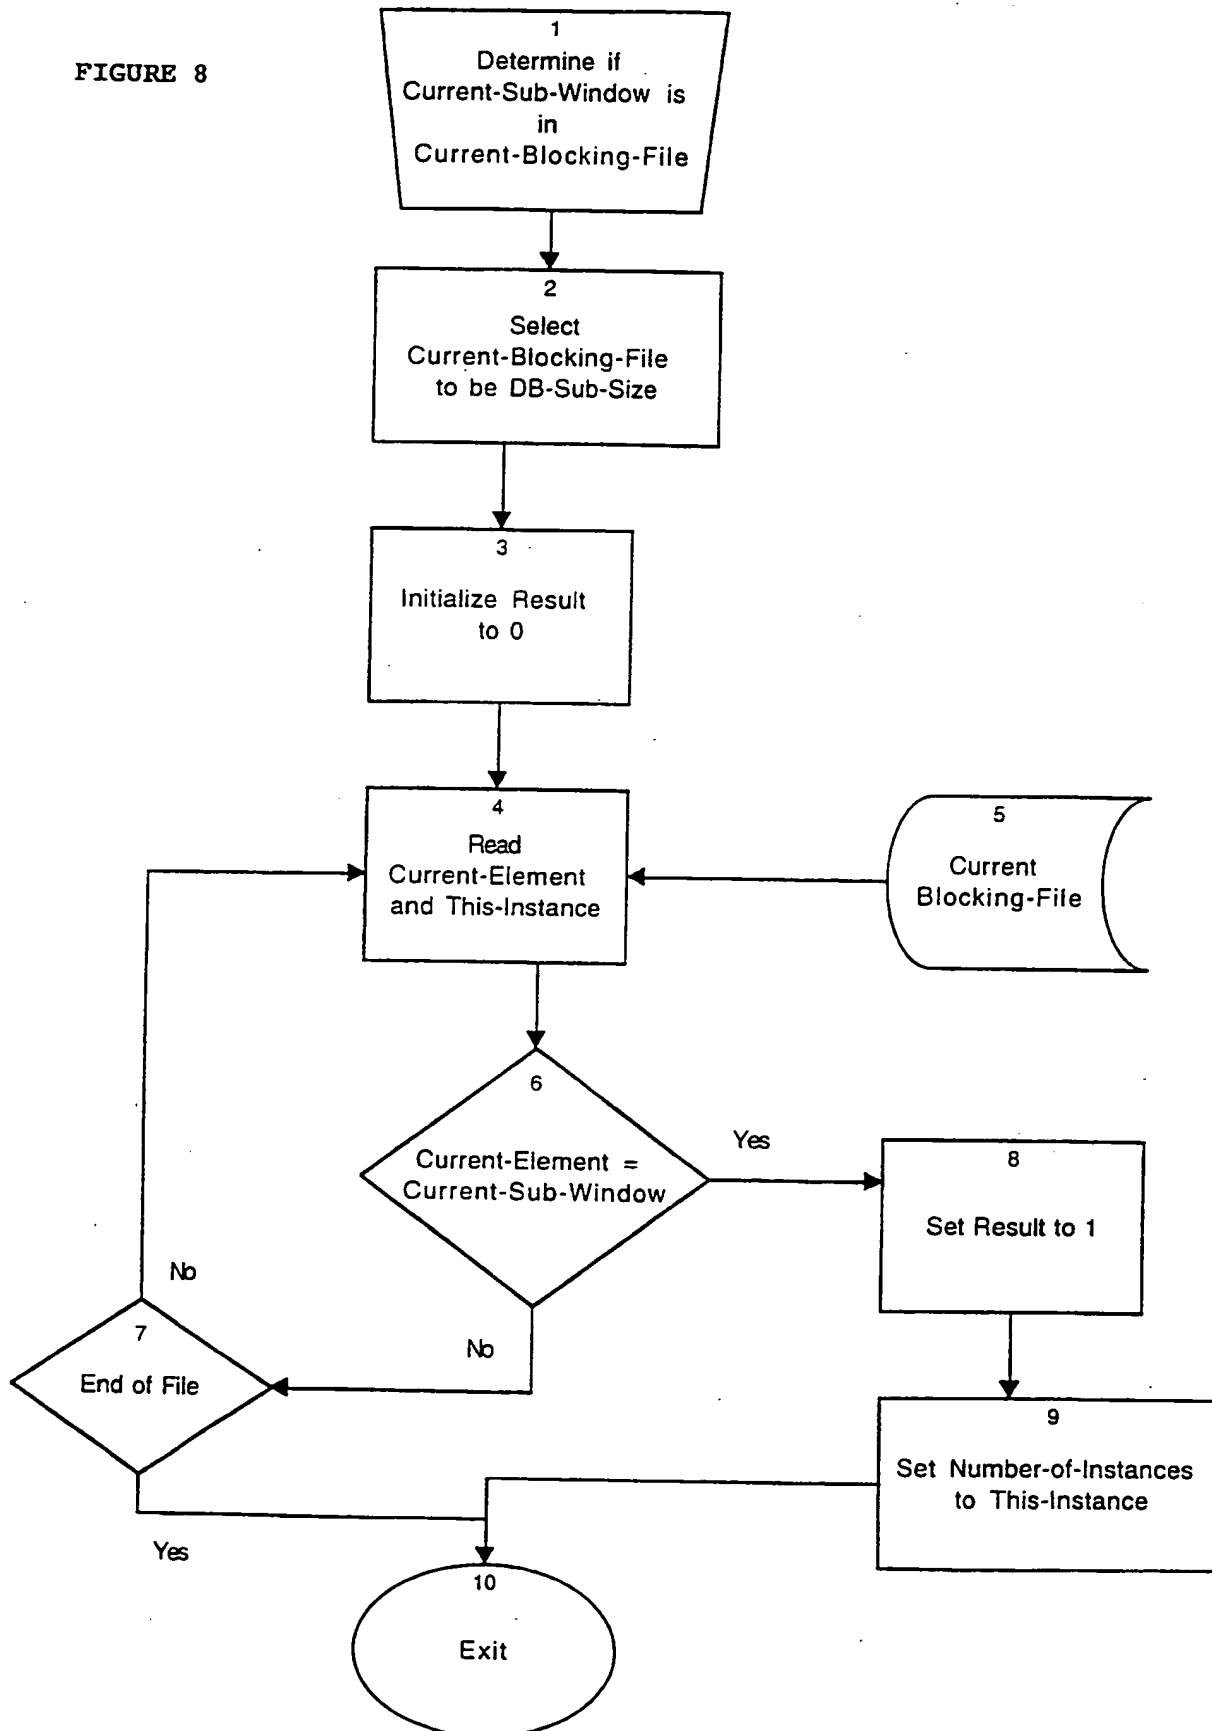 FIGURE 8
1
Determine if
Current-Sub-Window is
in
Current-Blocking-File
2
Select
Current-Blocking-File
to be DB-Sub-Size
3
Initialize Result
to 0
4
Read
Current-Element
and This-Instance
5
Current
Blocking-File
6
Current-Element =
Current-Sub-Window
Yes
8
Set Result to 1
No
7
End of File
No
9
Set Number-of-Instances
to This-Instance
Yes
10
Exit